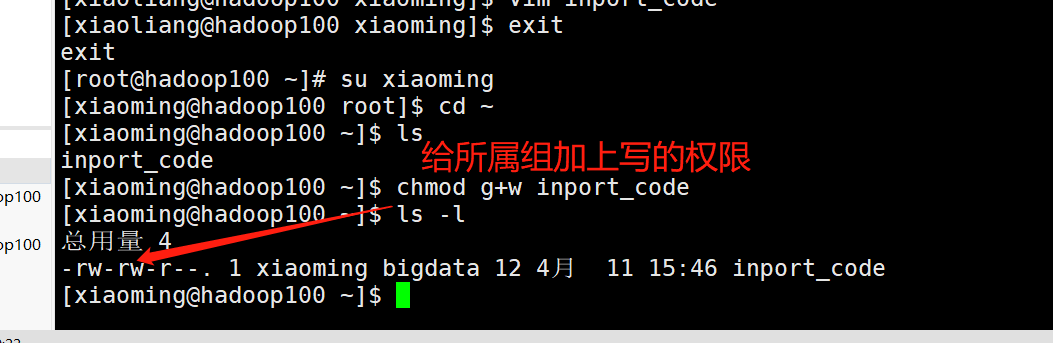 [xiaoliang@hadoop100 xiaoming]$ vim inport_code
[xiaoliang@hadoop100 xiaoming]$ exit
exit
[root@hadoop100 ~]# su xiaoming
[xiaoming@hadoop100 root]$ cd ~
[xiaoming@hadoop100 ~]$ ls
inport_code
给所属组加上写的权限
[xiaoming@hadoop100 ~]$ chmod g+w inport_code
op100
[xiaoming@hadoop100 ~]$ ls -l
总用量 4
op100
-rw-rw-r--. 1 xiaoming bigdata 12 4月  11 15:46 inport_code
[xiaoming@hadoop100 ~]$